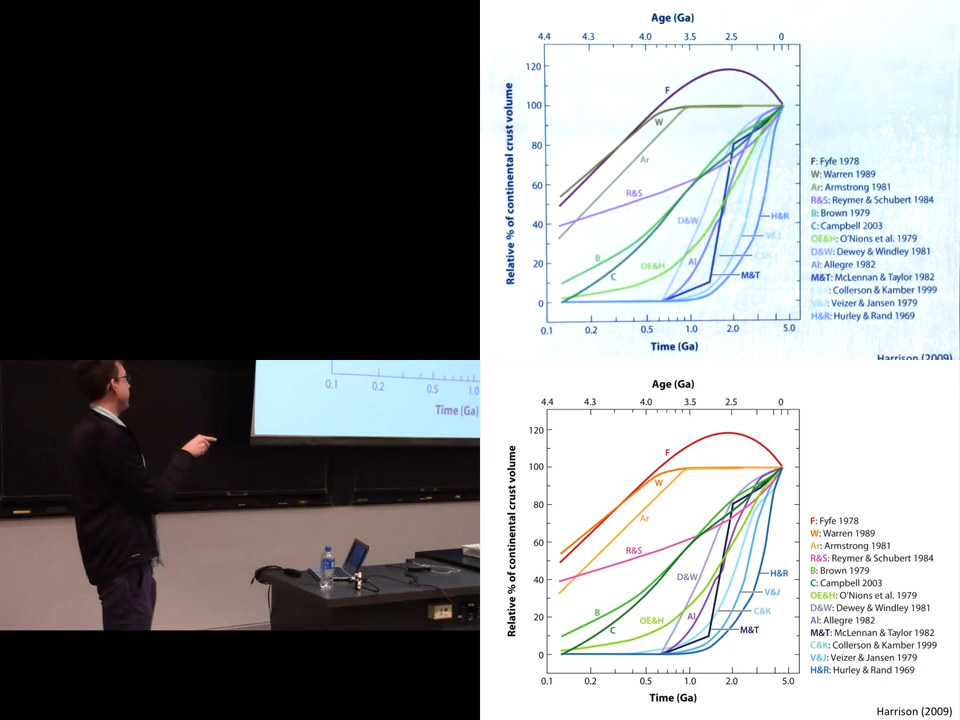 Age (Ga)
4.4 4.3 4.0 3.5 2.5 0
Relative % of continental crust volume
120
100
80
60
40
20
0
F
W
Ar
R&S
B
C
OE&H
D&W
Al
H&R
V&J
C&K
M&T
0.1 0.2 0.5 1.0 2.0 5.0
Time (Ga)
F: Fyfe 1978
W: Warren 1989
Ar: Armstrong 1981
R&S: Reymer & Schubert 1984
B: Brown 1979
C: Campbell 2003
OE&H: O'Nions et al. 1979
D&W: Dewey & Windley 1981
Al: Allegre 1982
M&T: McLennan & Taylor 1982
C&K: Collerson & Kamber 1999
V&J: Veizer & Jansen 1979
H&R: Hurley & Rand 1969
Harrison (2009)
0.1 0.2 0.5 1.0
Time (Ga)
Age (Ga)
4.4 4.3 4.0 3.5 2.5 0
Relative % of continental crust volume
120
100
80
60
40
20
0
F
W
Ar
R&S
B
C
OE&H
D&W
Al
H&R
V&J
C&K
M&T
0.1 0.2 0.5 1.0 2.0 5.0
Time (Ga)
F: Fyfe 1978
W: Warren 1989
Ar: Armstrong 1981
R&S: Reymer & Schubert 1984
B: Brown 1979
C: Campbell 2003
OE&H: O'Nions et al. 1979
D&W: Dewey & Windley 1981
Al: Allegre 1982
M&T: McLennan & Taylor 1982
C&K: Collerson & Kamber 1999
V&J: Veizer & Jansen 1979
H&R: Hurley & Rand 1969
Harrison (2009)